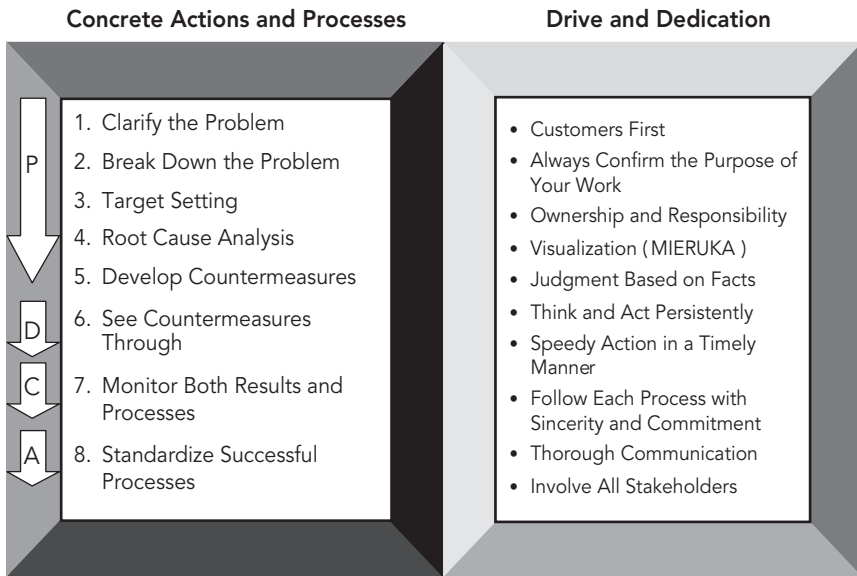 Concrete Actions and Processes
Drive and Dedication
P
D
C
A
1. Clarify the Problem
2. Break Down the Problem
3. Target Setting
4. Root Cause Analysis
5. Develop Countermeasures
6. See Countermeasures
Through
7. Monitor Both Results and
Processes
8. Standardize Successful
Processes
• Customers First
• Always Confirm the Purpose of
Your Work
• Ownership and Responsibility
• Visualization ( MIERUKA )
• Judgment Based on Facts
• Think and Act Persistently
• Speedy Action in a Timely
Manner
• Follow Each Process with
Sincerity and Commitment
• Thorough Communication
• Involve All Stakeholders